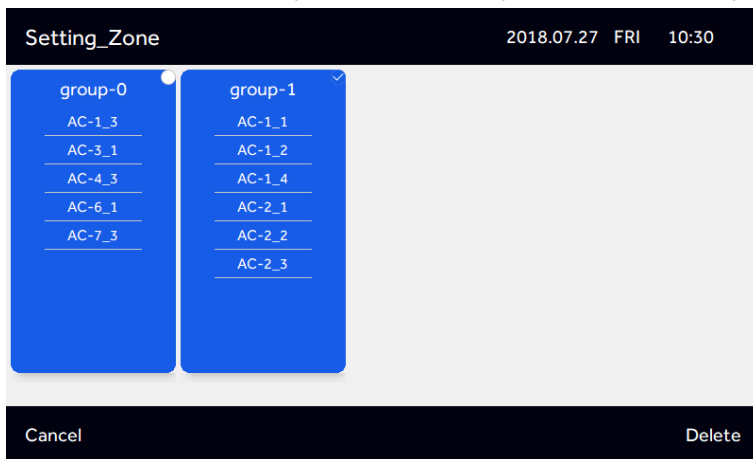 Setting_Zone 2018.07.27 FRI 10:30
group-0
AC-1_3
AC-3_1
AC-4_3
AC-6_1
AC-7_3
group-1
AC-1_1
AC-1_2
AC-1_4
AC-2_1
AC-2_2
AC-2_3
Cancel Delete